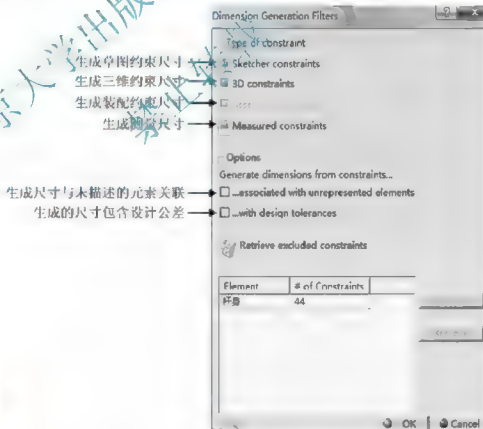 Dimension Generation Filters
Type of constraint
生成草图约束尺寸
Sketcher constraints
生成三维约束尺寸
3D constraints
生成装配约束尺寸
生成测量尺寸
Measured constraints
Options
Generate dimensions from constraints...
生成尺寸与未描述的元素关联
...associated with unrepresented elements
生成的尺寸包含设计公差
...with design tolerances
Retrieve excluded constraints
Element
# of Constraints
杯身
44
OK
Cancel